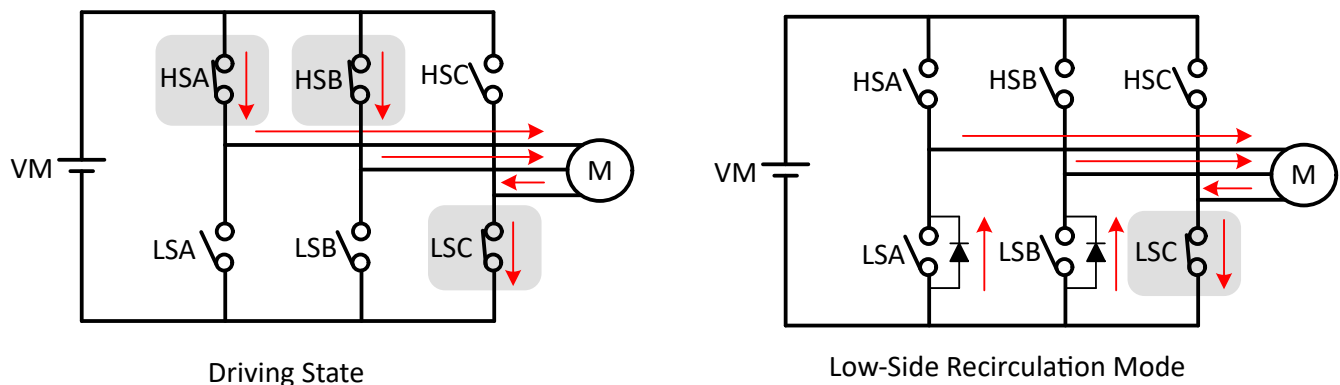 HSA
HSB
HSC
VM
M
LSA
LSB
LSC
Driving State
HSA
HSB
HSC
VM
M
LSA
LSB
LSC
Low-Side Recirculation Mode